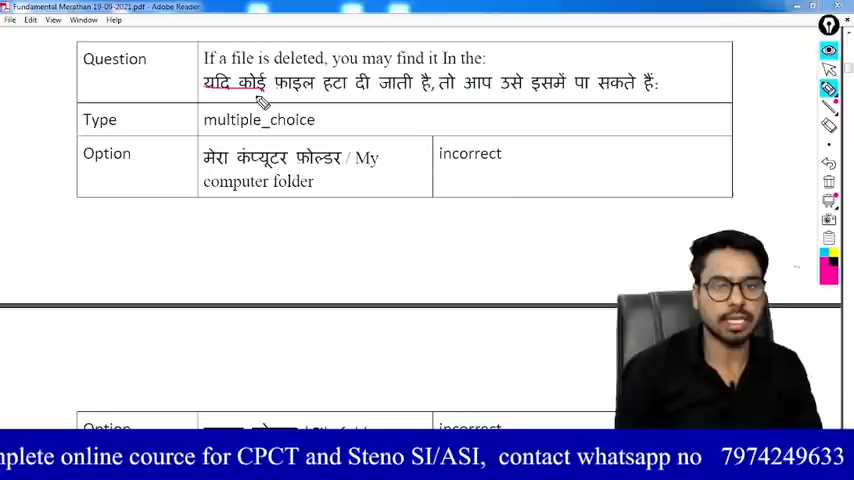 Fundamental Merathan 19-09-2021.pdf - Adobe Reader
File Edit View Window Help
Question
If a file is deleted, you may find it In the:
यदि कोई फ़ाइल हटा दी जाती है, तो आप उसे इसमें पा सकते हैं:
Type
multiple_choice
Option
मेरा कंप्यूटर फ़ोल्डर / My
computer folder
incorrect
Option
incorrect
nplete online cource for CPCT and Steno SI/ASI, contact whatsapp no 7974249633